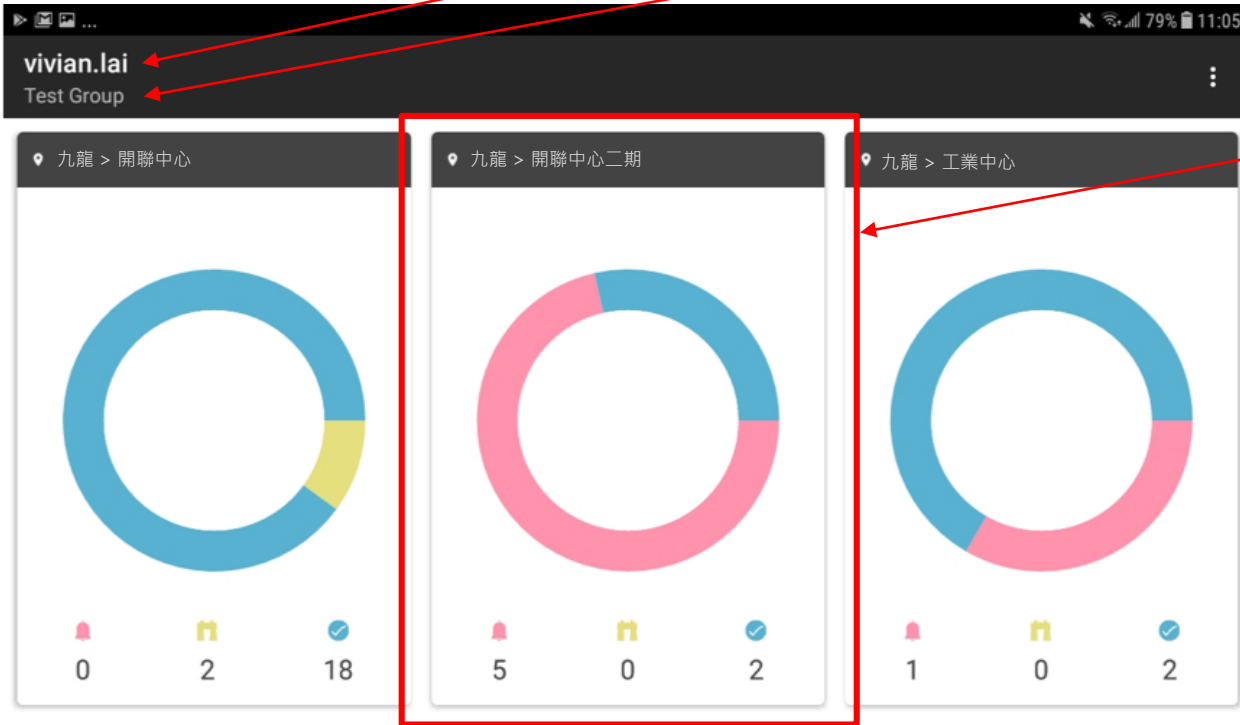 ... 79% 11:05
vivian.lai
Test Group
九龍 > 開聯中心
九龍 > 開聯中心二期
九龍 > 工業中心
0 2 18
5 0 2
1 0 2